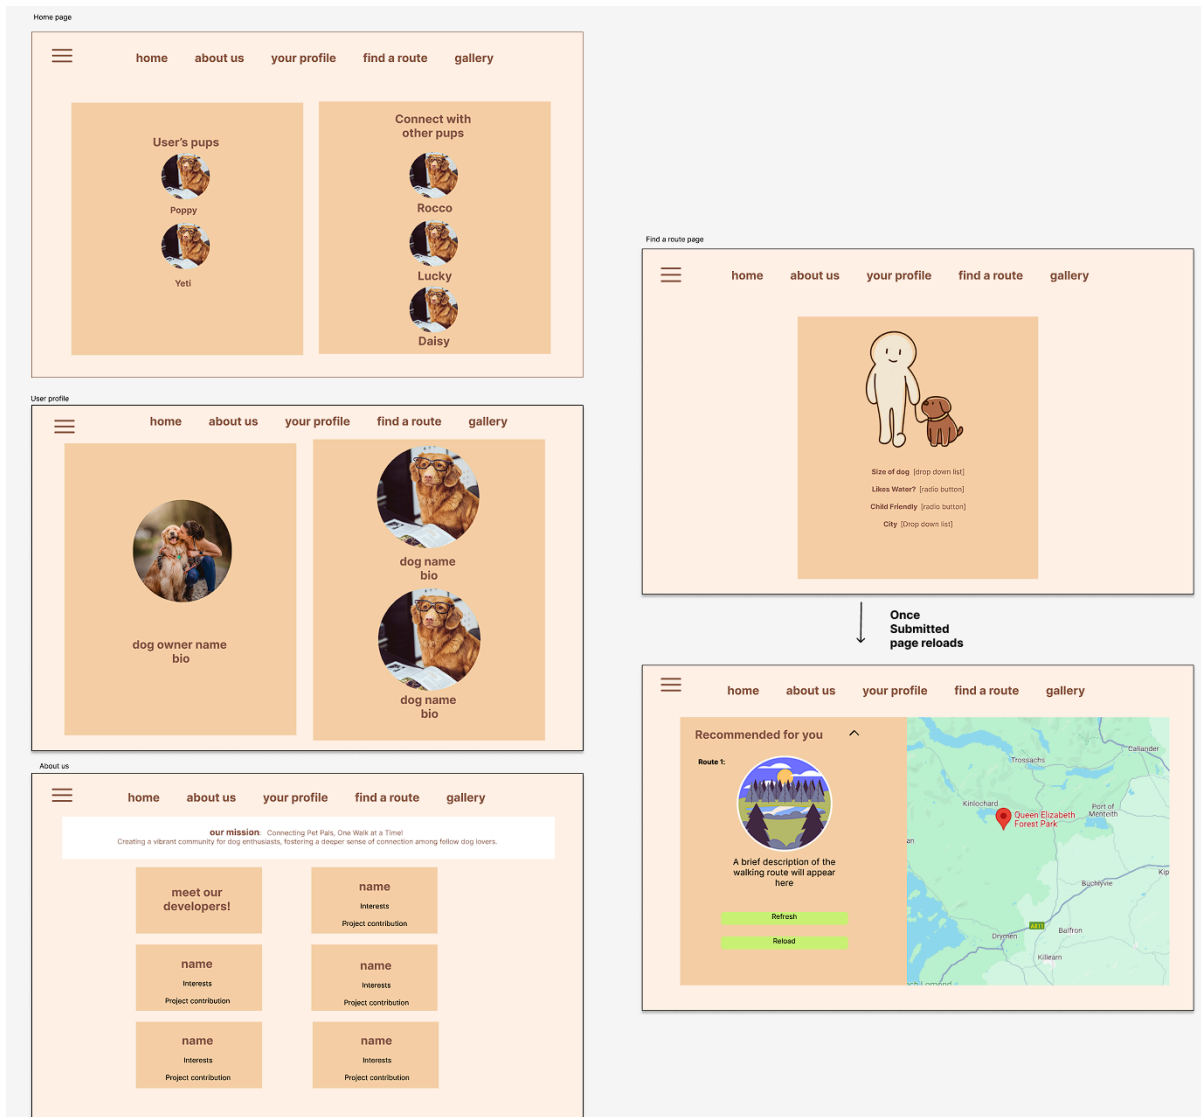 Home page
home about us your profile find a route gallery
User's pups
Poppy
Yeti
Connect with
other pups
Rocco
Lucky
Daisy
User profile
home about us your profile find a route gallery
dog owner name
bio
dog name
bio
dog name
bio
About us
home about us your profile find a route gallery
our mission: Connecting Pet Pals, One Walk at a Time!
Creating a vibrant community for dog enthusiasts, fostering a deeper sense of connection among fellow dog lovers.
meet our
developers!
name
Interests
Project contribution
name
Interests
Project contribution
name
Interests
Project contribution
name
Interests
Project contribution
name
Interests
Project contribution
Find a route page
home about us your profile find a route gallery
Size of dog [drop down list]
Likes Water? [radio button]
Child Friendly [radio button]
City [Drop down list]
Once
Submitted
page reloads
home about us your profile find a route gallery
Recommended for you
Route 1:
A brief description of the
walking route will appear
here
Refresh
Reload
Callander
Trossachs
Kinlochard
Port of
Menteith
Queen Elizabeth
Forest Park
an
Kip
Buchlyvie
A811
Drymen
Balfron
Killearn
ch Lomond